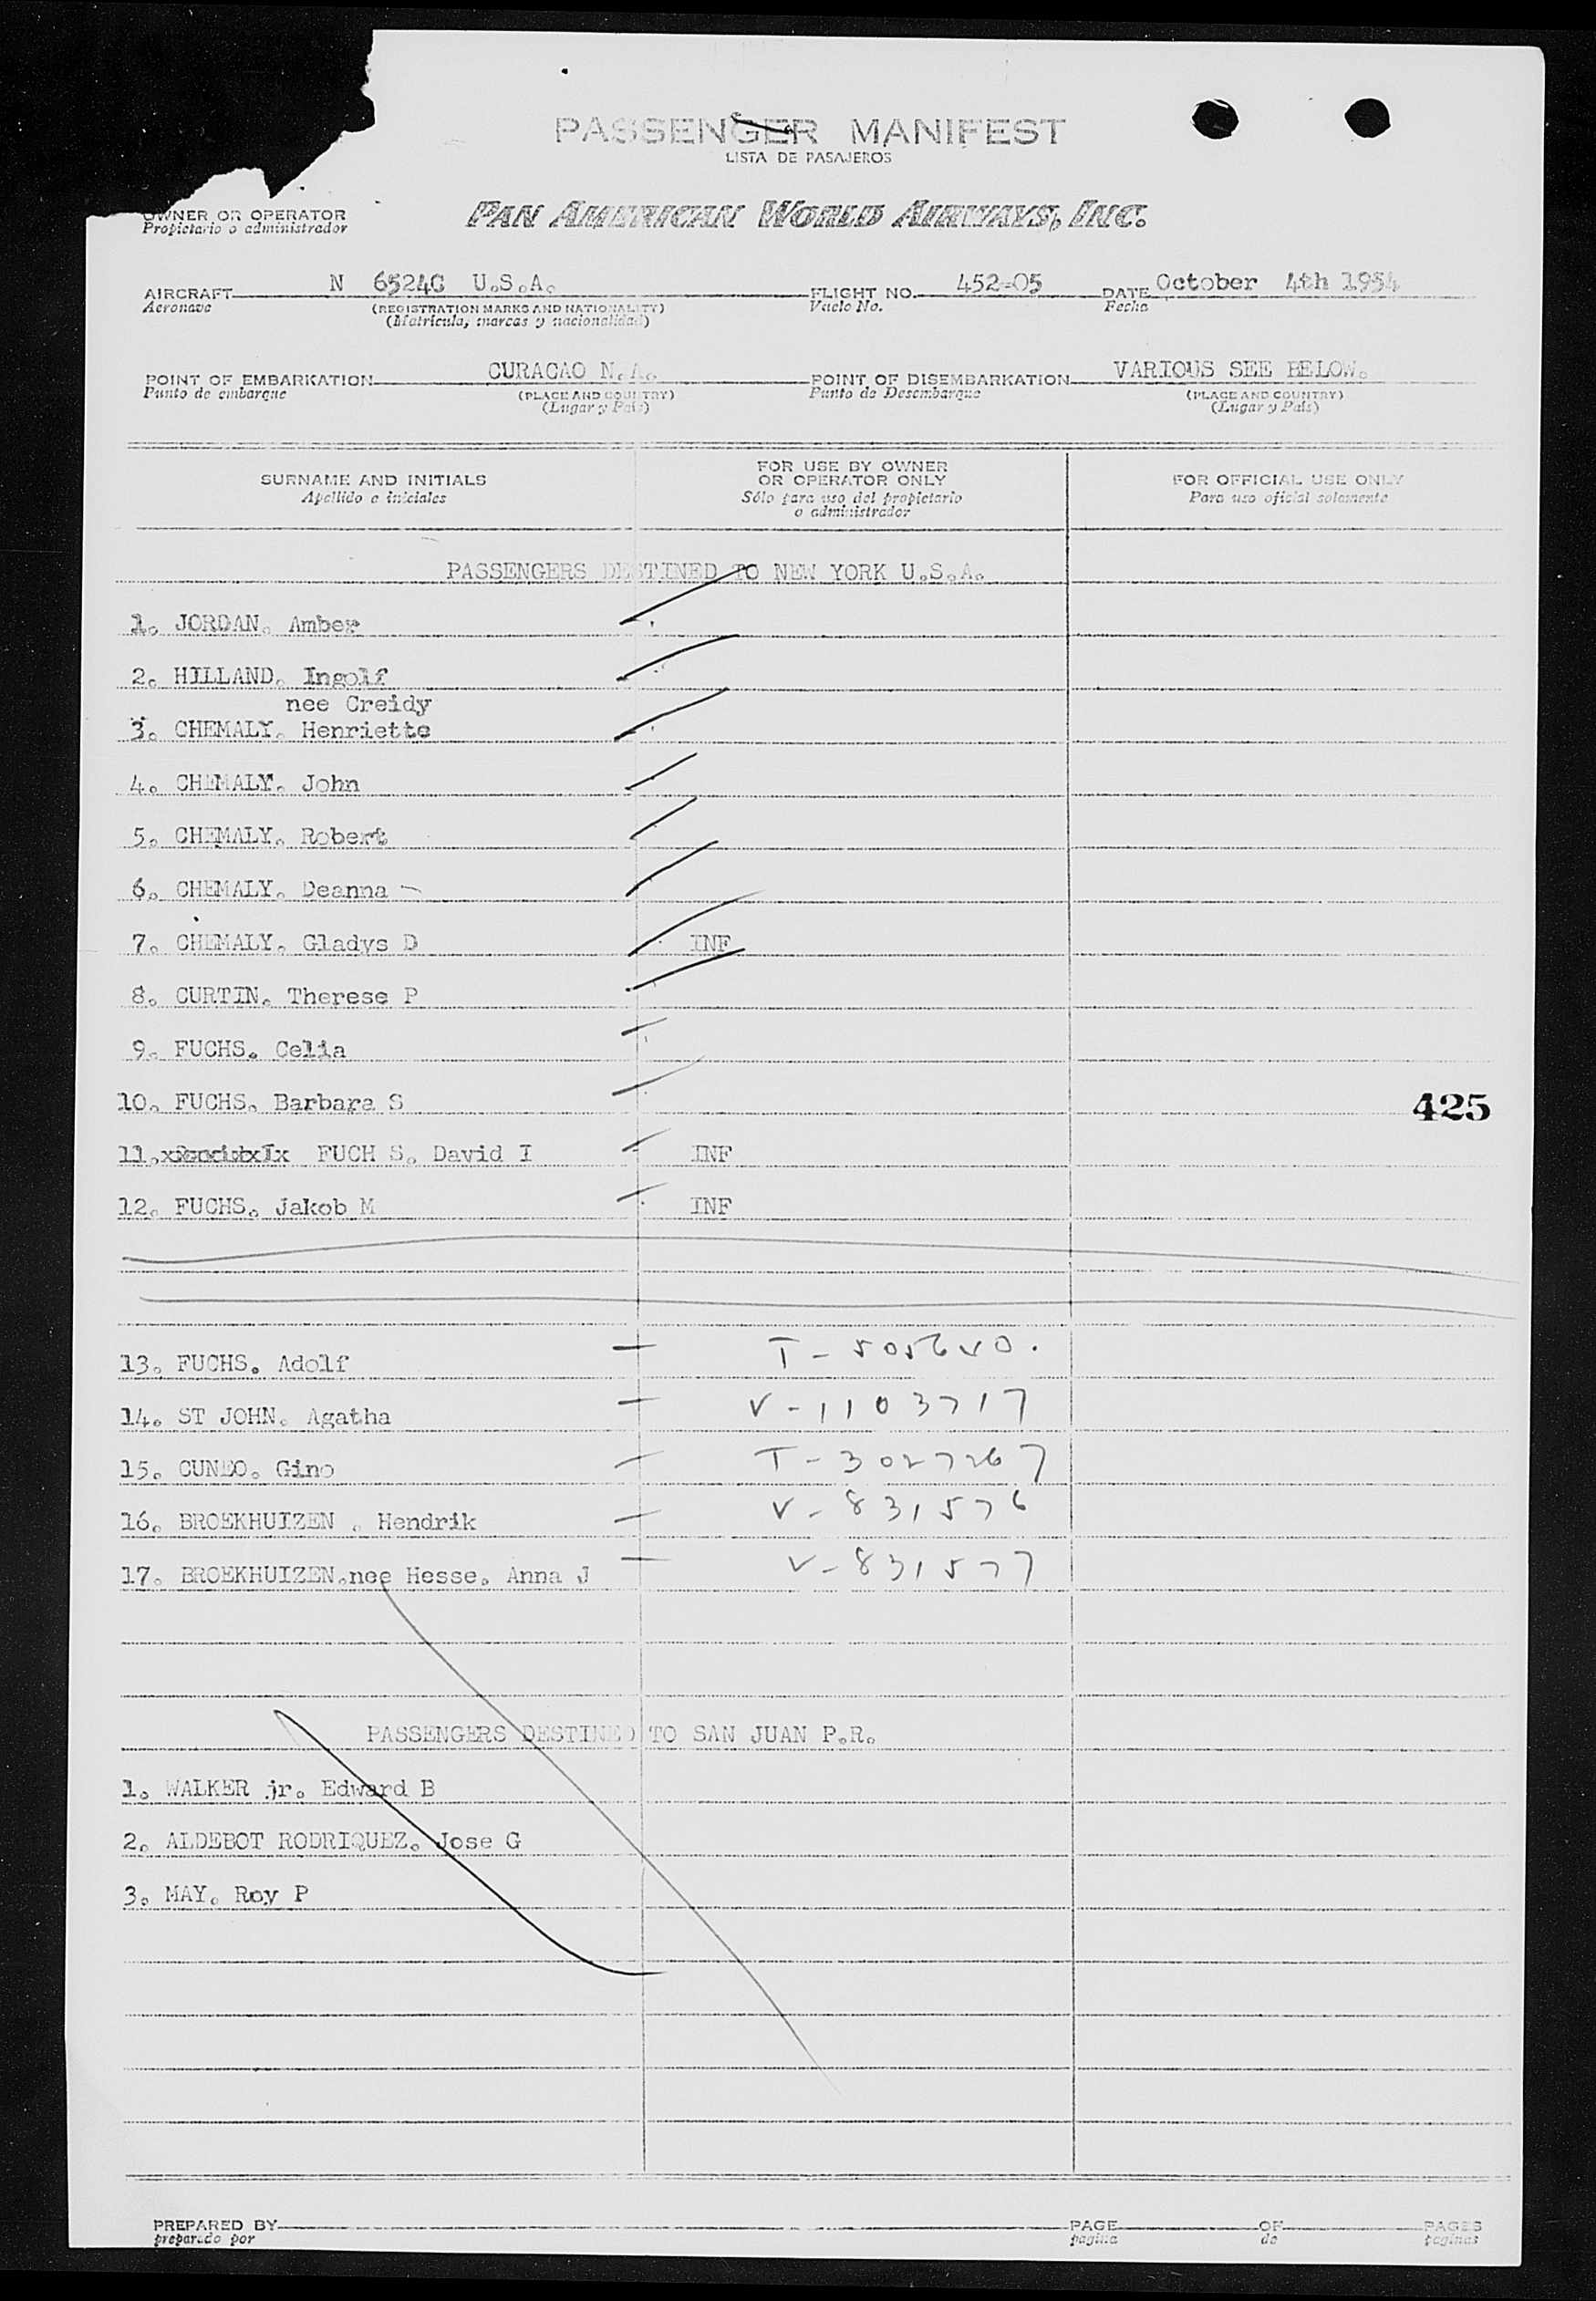 PASSENGER MANIFEST
LISTA DE PASAJEROS
OWNER OR OPERATOR
Propietario o administrador
PAN AMERICAN WORLD AIRWAYS, INC.
AIRCRAFT N 6524C U.S.A. FLIGHT NO. 452-05 DATE October 4th 1954
Aeronave (REGISTRATION MARKS AND NATIONALITY) Vuelo No. Fecha
(Matricula, marcas y nacionalidad)
POINT OF EMBARKATION CURACAO N.A. POINT OF DISEMBARKATION VARIOUS SEE BELOW.
Punto de embarque (PLACE AND COUNTRY) Punto de Desembarque (PLACE AND COUNTRY)
(Lugar y País) (Lugar y País)
SURNAME AND INITIALS FOR USE BY OWNER OR OPERATOR ONLY FOR OFFICIAL USE ONLY
Apellido e iniciales Sólo para uso del propietario o administrador Para uso oficial solamente
PASSENGERS DESTINED TO NEW YORK U.S.A.
1. JORDAN. Amber
2. HILLAND. Ingolf
nee Creidy
3. CHEMALY. Henriette
4. CHEMALY. John
5. CHEMALY. Robert
6. CHEMALY. Deanna
7. CHEMALY. Gladys D INF
8. CURTIN. Therese P
9. FUCHS. Celia
10. FUCHS. Barbara S
425
11. FUCH S. David I INF
12. FUCHS. Jakob M INF
13. FUCHS. Adolf
14. ST JOHN. Agatha V-1103717
15. CUNEO. Gino T-3027267
16. BROEKHUIZEN . Hendrik V-831576
17. BROEKHUIZEN.nee Hesse. Anna J V-831577
PASSENGERS DESTINED TO SAN JUAN P.R.
1. WALKER jr. Edward B
2. ALDEBOT RODRIQUEZ. Jose G
3. MAY. Roy P
PREPARED BY PAGE OF PAGES
preparado por pagina de paginas